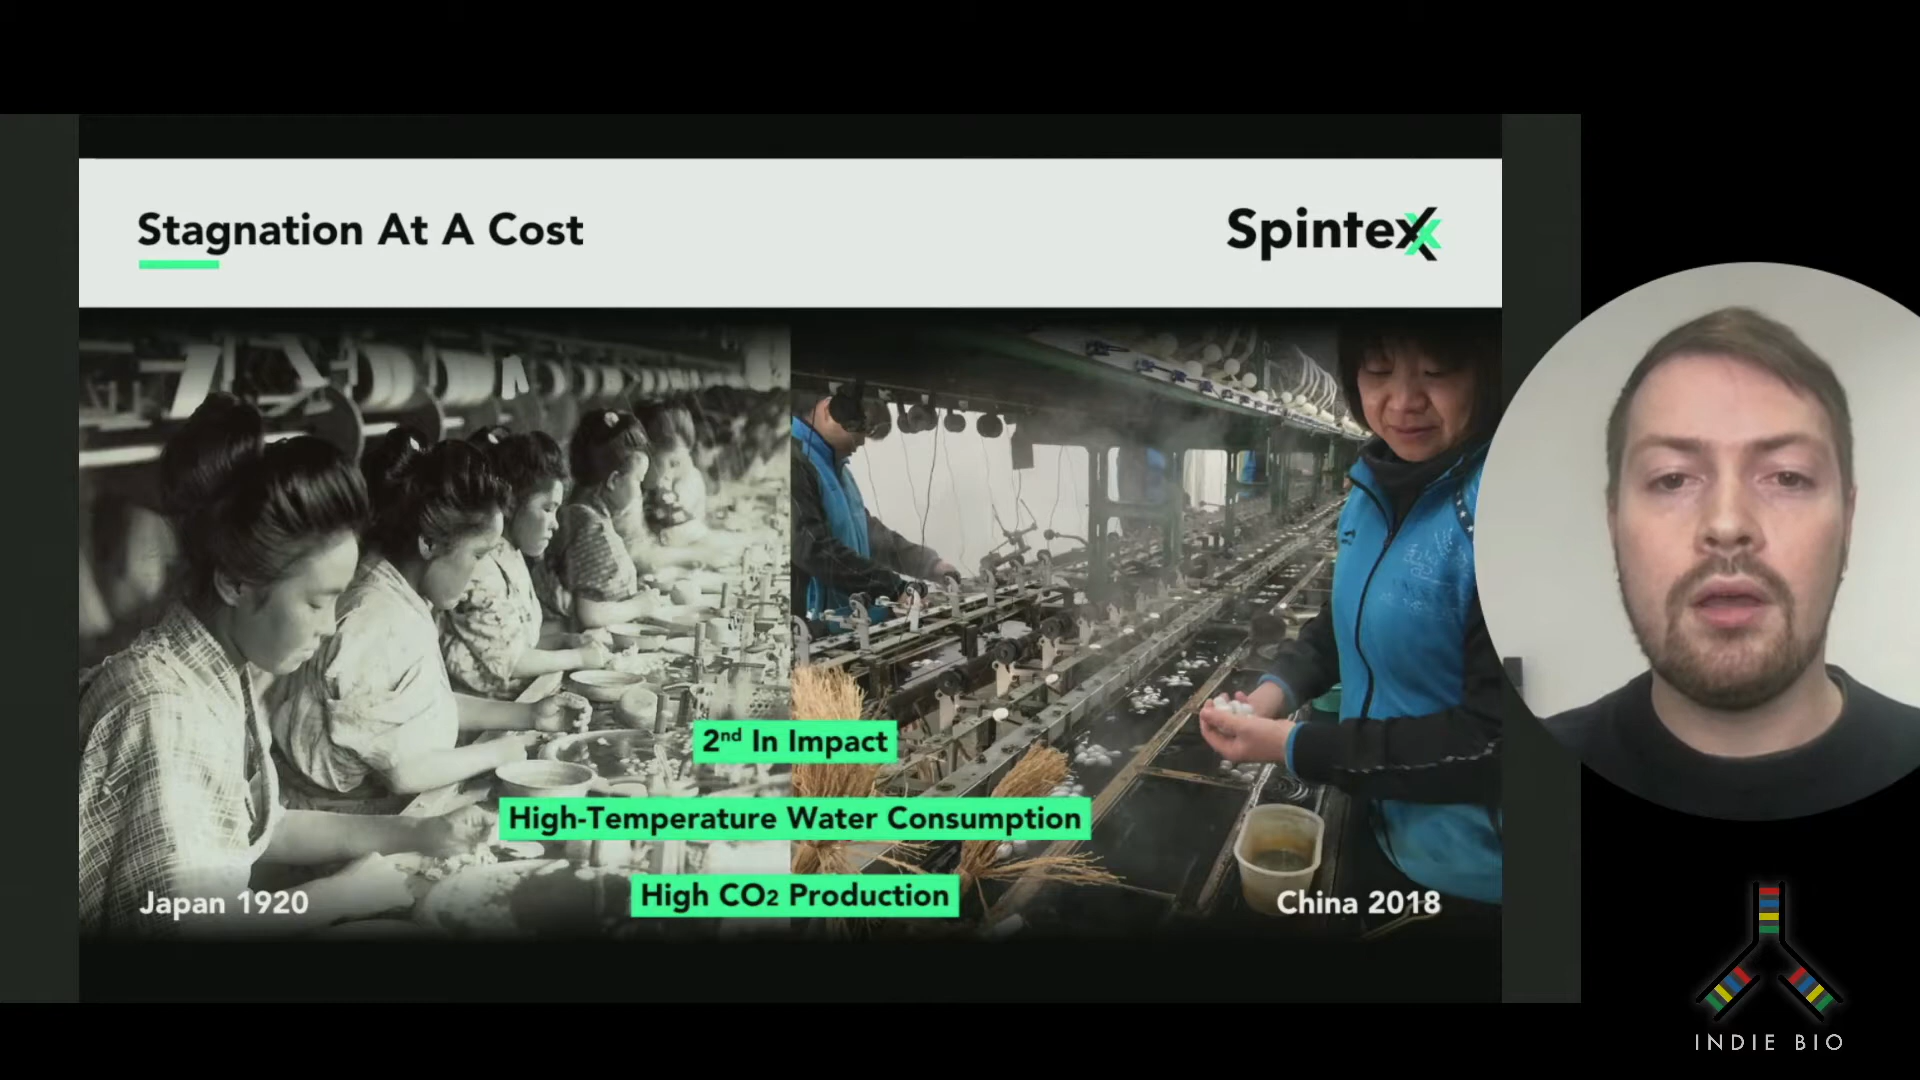 Stagnation At A Cost
Spintex
2nd In Impact
High-Temperature Water Consumption
High CO2 Production
Japan 1920
China 2018
INDIE BIO